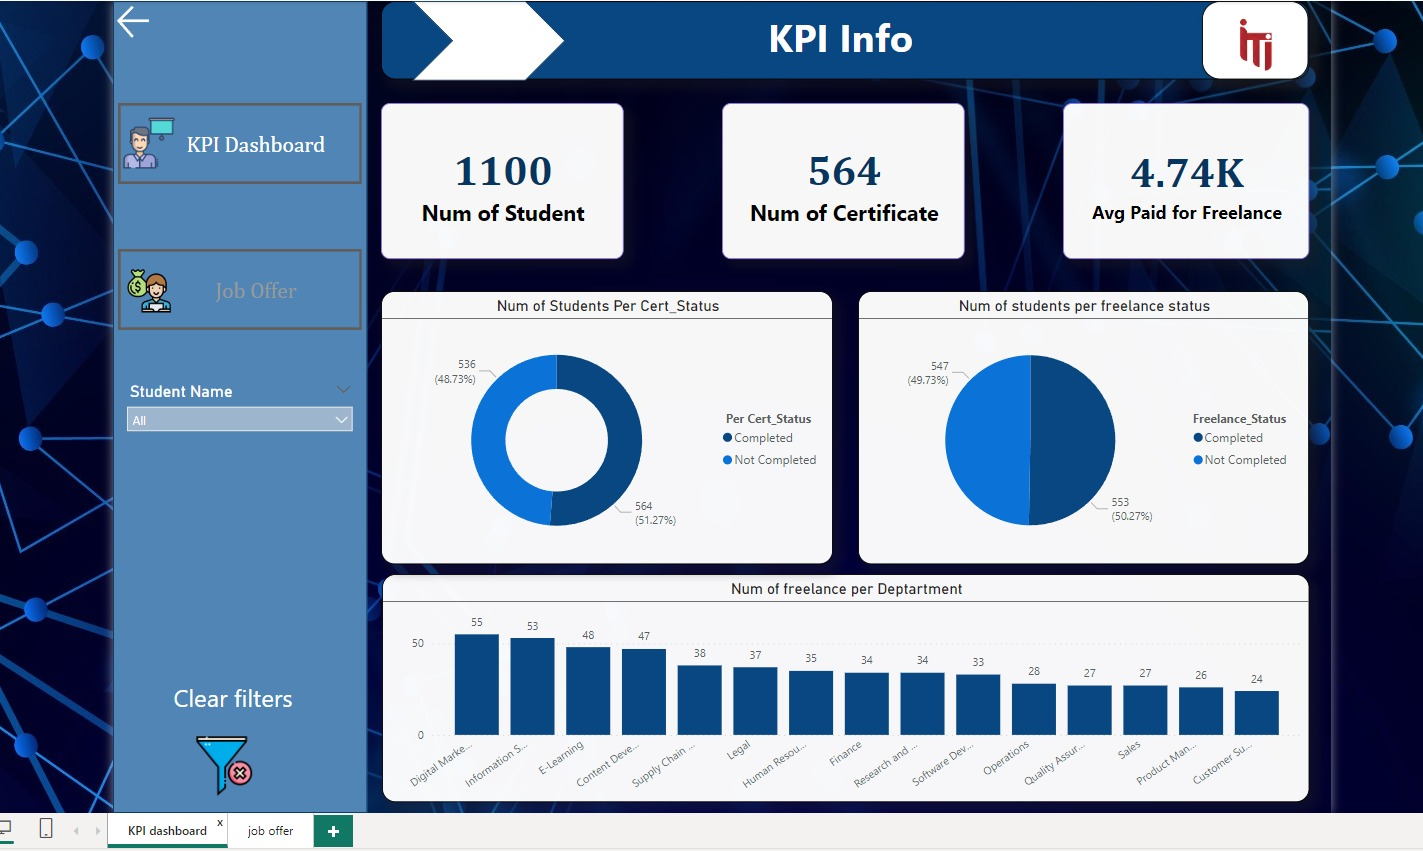 KPI Info
iTi
KPI Dashboard
Job Offer
Student Name
All
Clear filters
1100
Num of Student
564
Num of Certificate
4.74K
Avg Paid for Freelance
Num of Students Per Cert_Status
536
(48.73%)
564
(51.27%)
Per Cert_Status
Completed
Not Completed
Num of students per freelance status
547
(49.73%)
553
(50.27%)
Freelance_Status
Completed
Not Completed
Num of freelance per Deptartment
50
0
55
53
48
47
38
37
35
34
34
33
28
27
27
26
24
Digital Marke...
Information S...
E-Learning
Content Deve...
Supply Chain ...
Legal
Human Resou...
Finance
Research and ...
Software Dev...
Operations
Quality Assur...
Sales
Product Man...
Customer Su...
KPI dashboard x
job offer
+